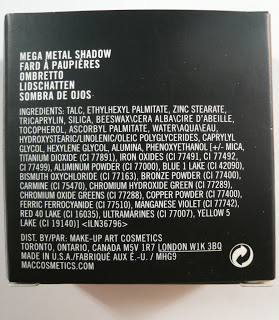 MEGA METAL SHADOW
FARD À PAUPIÈRES
OMBRETTO
LIDSCHATTEN
SOMBRA DE OJOS
INGREDIENTS: TALC, ETHYLHEXYL PALMITATE, ZINC STEARATE,
TRICAPRYLIN, SILICA, BEESWAX\CERA ALBA\CIRE D'ABEILLE,
TOCOPHEROL, ASCORBYL PALMITATE, WATER\AQUA\EAU,
HYDROXYSTEARIC/LINOLENIC/OLEIC POLYGLYCERIDES, CAPRYLYL
GLYCOL, HEXYLENE GLYCOL, ALUMINA, PHENOXYETHANOL [+/- MICA,
TITANIUM DIOXIDE (CI 77891), IRON OXIDES (CI 77491, CI 77492,
CI 77499), ALUMINUM POWDER (CI 77000), BLUE 1 LAKE (CI 42090),
BISMUTH OXYCHLORIDE (CI 77163), BRONZE POWDER (CI 77400),
CARMINE (CI 75470), CHROMIUM HYDROXIDE GREEN (CI 77289),
CHROMIUM OXIDE GREENS (CI 77288), COPPER POWDER (CI 77400),
FERRIC FERROCYANIDE (CI 77510), MANGANESE VIOLET (CI 77742),
RED 40 LAKE (CI 16035), ULTRAMARINES (CI 77007), YELLOW 5
LAKE (CI 19140)] <ILN36796>
DIST. BY/PAR: MAKE-UP ART COSMETICS
TORONTO, ONTARIO, CANADA M5V 1R7 LONDON W1K 3BQ
MADE IN U.S.A./FABRIQUÉ AUX É.-U. / MHG9
MACCOSMETICS.COM